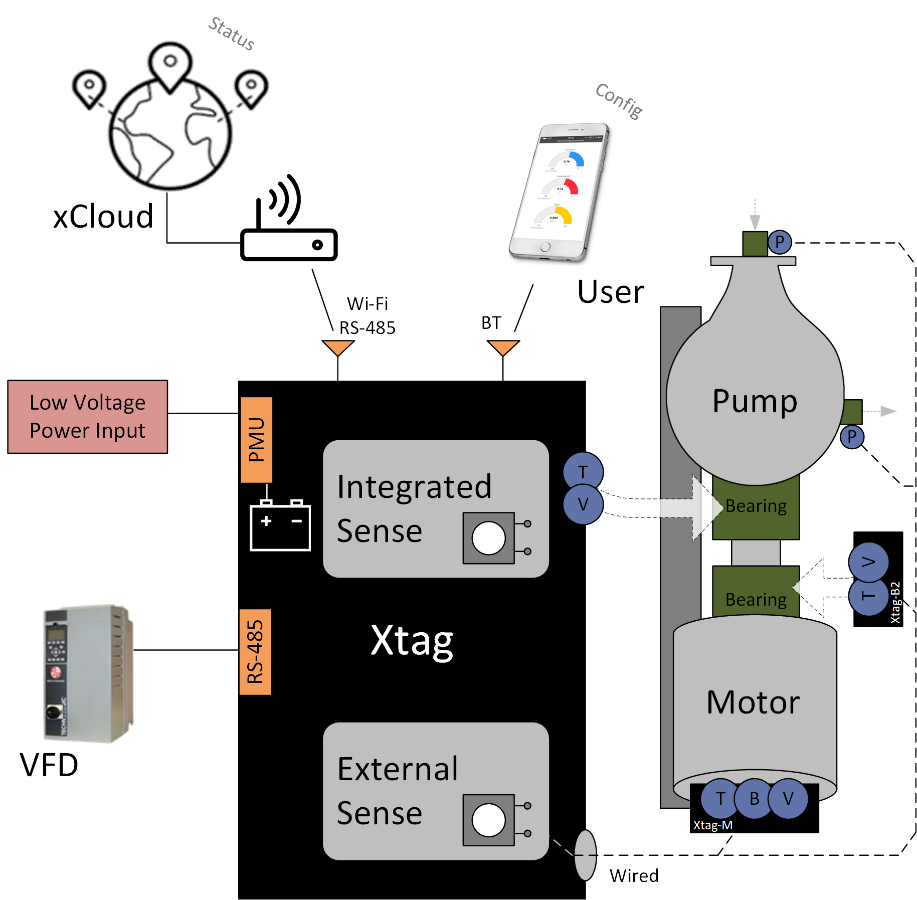 Status
Config
xCloud
User
Wi-Fi
RS-485
BT
P
Low Voltage
Power Input
PMU
Pump
P
Integrated
Sense
T
V
+ -
Bearing
V
T
Xtag-B2
Bearing
RS-485
Xtag
Motor
VFD
External
Sense
T B V
Xtag-M
Wired